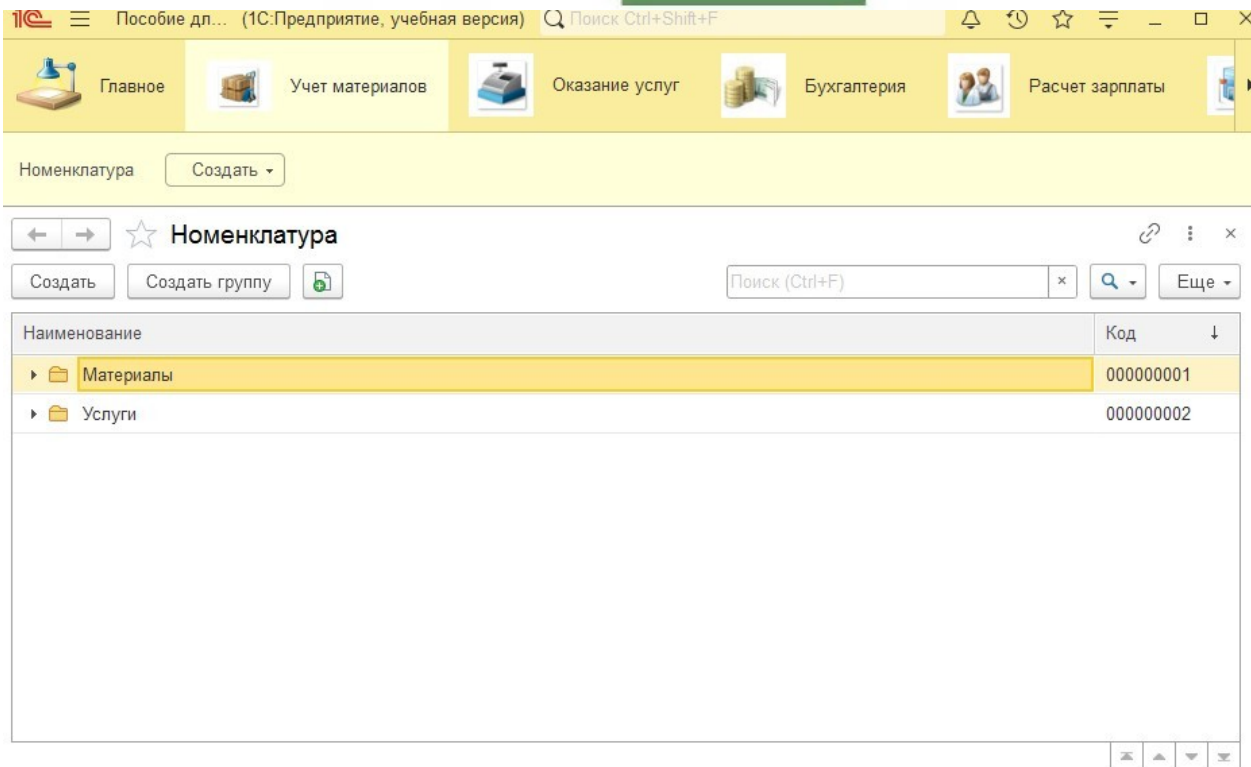 1С Пособие дл... (1С:Предприятие, учебная версия) Поиск Ctrl+Shift+F
Главное Учет материалов Оказание услуг Бухгалтерия Расчет зарплаты
Номенклатура Создать
Номенклатура
Создать Создать группу Поиск (Ctrl+F) × Еще
Наименование Код ↓
Материалы 000000001
Услуги 000000002